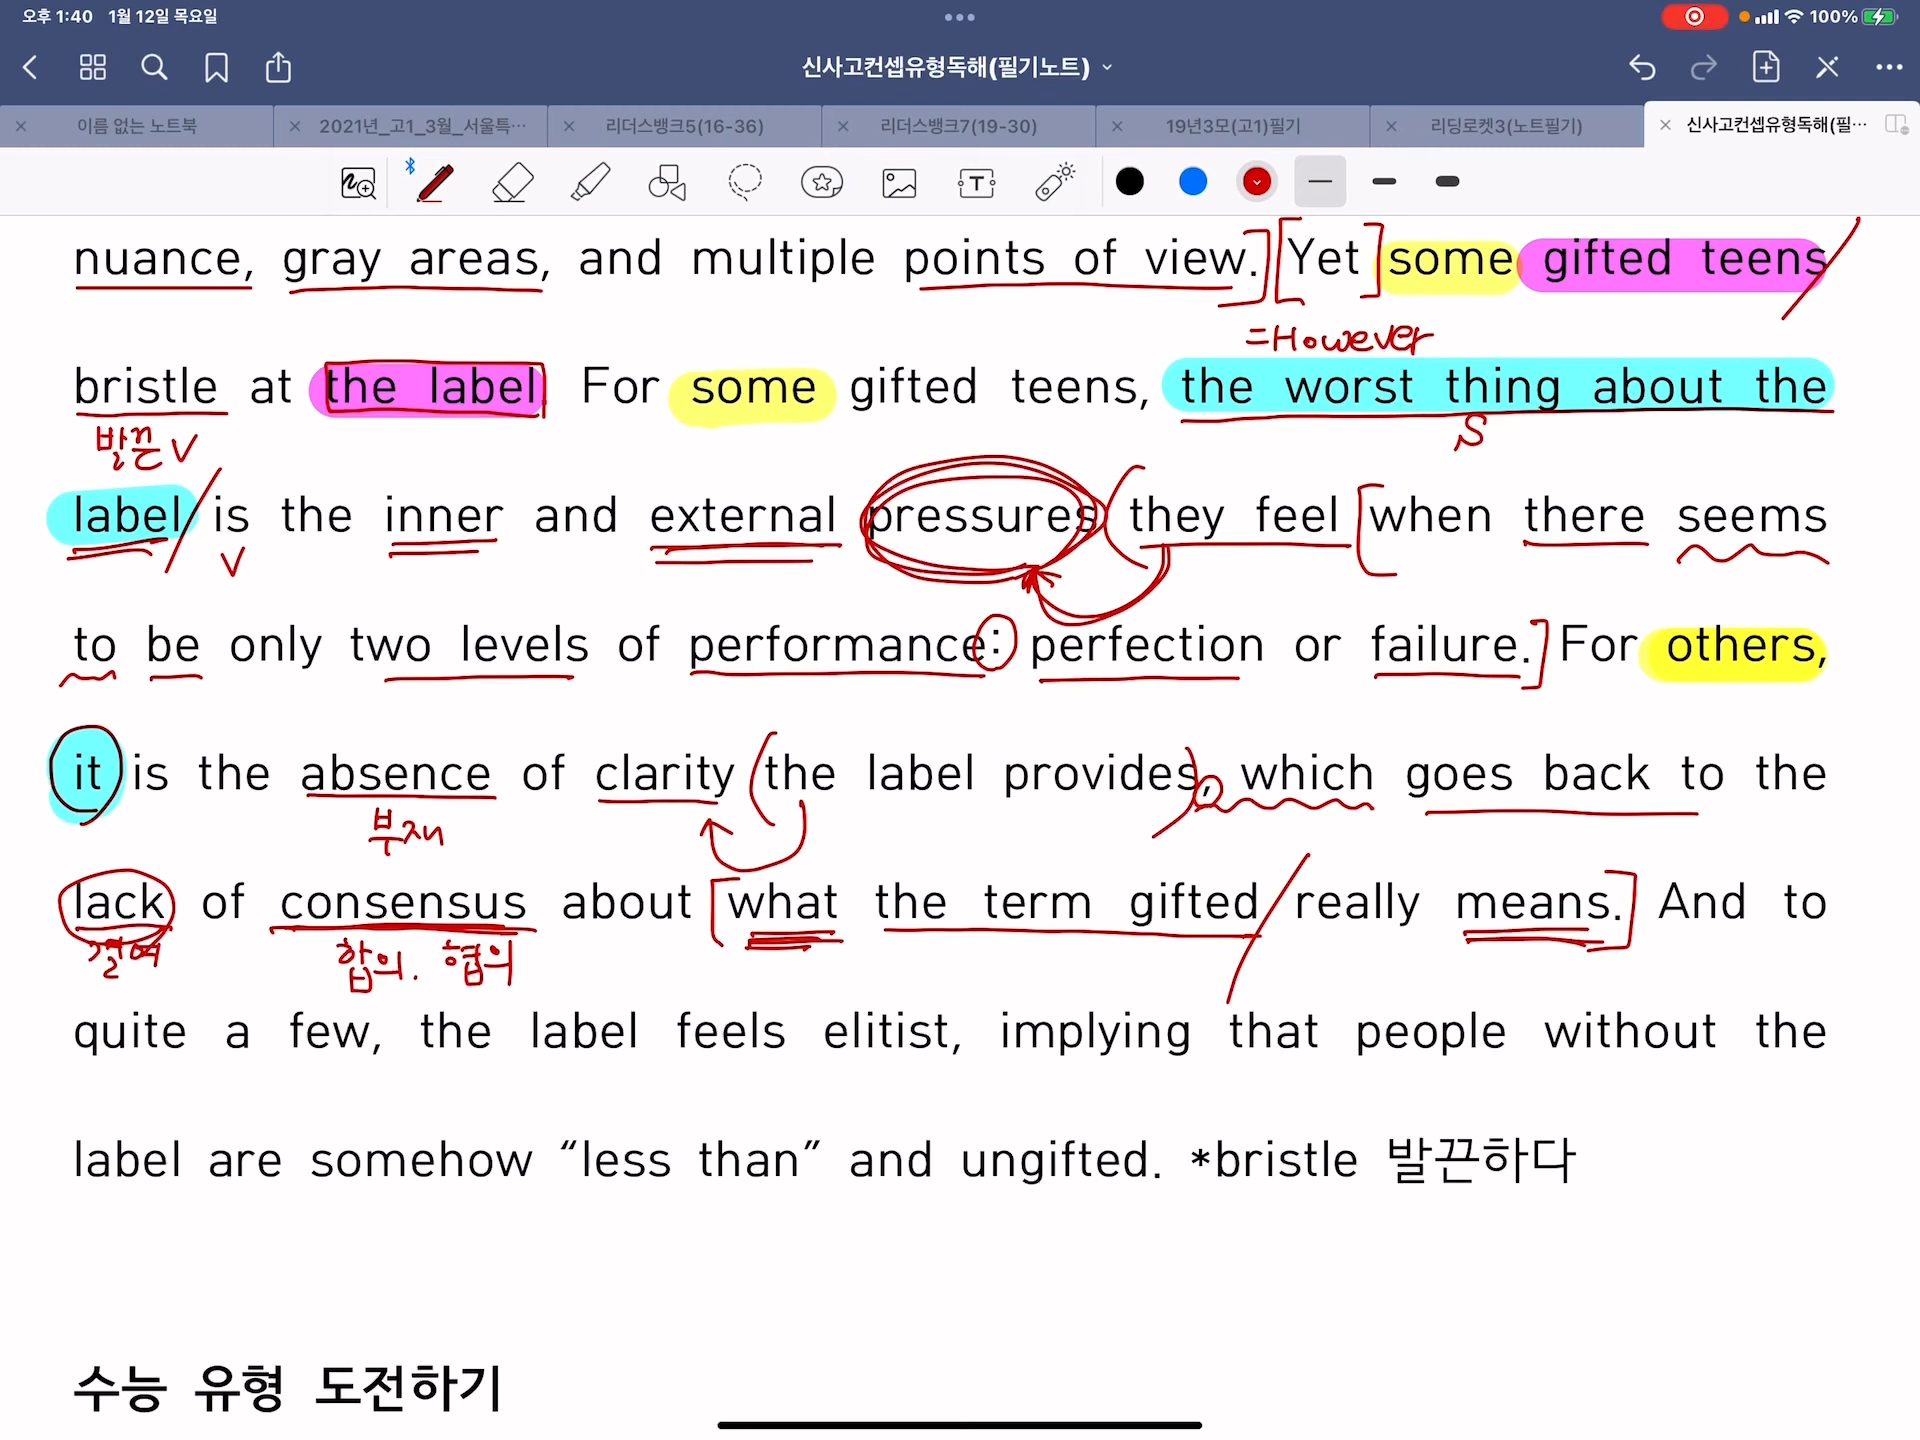 오후 1:40 1월 12일 목요일
100%
신사고컨셉유형독해(필기노트)
이름 없는 노트북
2021년_고1_3월_서울특…
리더스뱅크5(16-36)
리더스뱅크7(19-30)
19년3모(고1)필기
리딩로켓3(노트필기)
신사고컨셉유형독해(필…
nuance, gray areas, and multiple points of view. Yet some gifted teens
=However
bristle at the label. For some gifted teens, the worst thing about the
발끈 V
S
label is the inner and external pressures they feel when there seems
V
to be only two levels of performance: perfection or failure. For others,
it is the absence of clarity the label provides, which goes back to the
부재
lack of consensus about what the term gifted really means. And to
결여
합의. 협의
quite a few, the label feels elitist, implying that people without the
label are somehow “less than” and ungifted. *bristle 발끈하다
수능 유형 도전하기